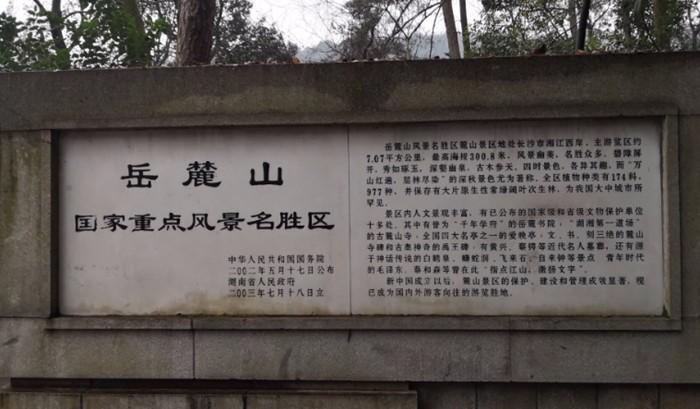 岳麓山
国家重点风景名胜区
中华人民共和国国务院
二〇〇二年五月十七日公布
湖南省人民政府
二〇〇三年七月十八日立
岳麓山风景名胜区麓山景区地处长沙市湘江西岸，主游览区约
7.07平方公里，最高海拔300.8米，风景幽美，名胜众多，碧障屏
开，秀如琢玉，深壑幽泉，古木参天，四时景色，各异其趣，而“万
山红遍，层林尽染”的深秋景色尤为著称，全区植物种类有174科，
977种，并保存有大片原生性常绿阔叶次生林，为我国大中城市所
罕见。
景区内人文景观丰富，有已公布的国家级和省级文物保护单位
十多处，其中有誉为“千年学府”的岳麓书院，“湖湘第一道场”
的古麓山寺，全国四大名亭之一的爱晚亭，文、书、刻三绝的麓山
寺碑和古奥神奇的禹王碑，有黄兴、蔡锷等近代名人墓葬，还有源
于神话传说的白鹤泉、蟒蛇洞、飞来石、自来钟等景点 青年时代
的毛泽东、蔡和森等曾在此“指点江山，激扬文字”。
新中国成立以后，麓山景区的保护、建设和管理成效显著，现
已成为国内外游客向往的游览胜地。